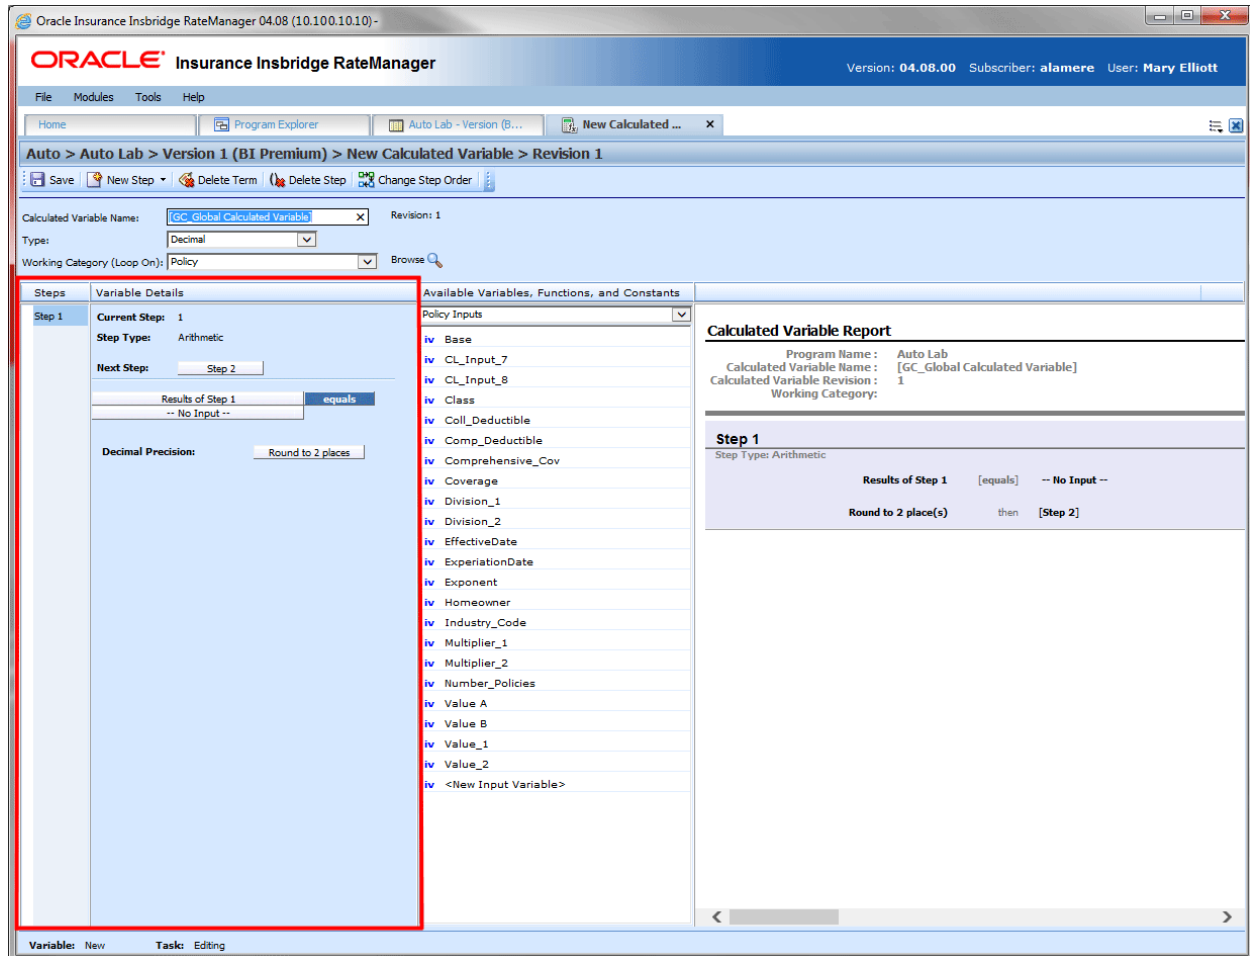 Oracle Insurance Insbridge RateManager 04.08 (10.100.10.10) -
ORACLE Insurance Insbridge RateManager
Version: 04.08.00 Subscriber: alamere User: Mary Elliott
File Modules Tools Help
Home Program Explorer Auto Lab - Version (B... New Calculated ... x
Auto > Auto Lab > Version 1 (BI Premium) > New Calculated Variable > Revision 1
Save New Step Delete Term Delete Step Change Step Order
Calculated Variable Name: [GC_Global Calculated Variable] x Revision: 1
Type: Decimal
Working Category (Loop On): Policy Browse
Steps Variable Details Available Variables, Functions, and Constants
Step 1
Current Step: 1
Step Type: Arithmetic
Next Step: Step 2
Results of Step 1 equals
-- No Input --
Decimal Precision: Round to 2 places
Policy Inputs
iv Base
iv CL_Input_7
iv CL_Input_8
iv Class
iv Coll_Deductible
iv Comp_Deductible
iv Comprehensive_Cov
iv Coverage
iv Division_1
iv Division_2
iv EffectiveDate
iv ExperiationDate
iv Exponent
iv Homeowner
iv Industry_Code
iv Multiplier_1
iv Multiplier_2
iv Number_Policies
iv Value A
iv Value B
iv Value_1
iv Value_2
iv <New Input Variable>
Calculated Variable Report
Program Name : Auto Lab
Calculated Variable Name : [GC_Global Calculated Variable]
Calculated Variable Revision : 1
Working Category:
Step 1
Step Type: Arithmetic
Results of Step 1 [equals] -- No Input --
Round to 2 place(s) then [Step 2]
Variable: New Task: Editing